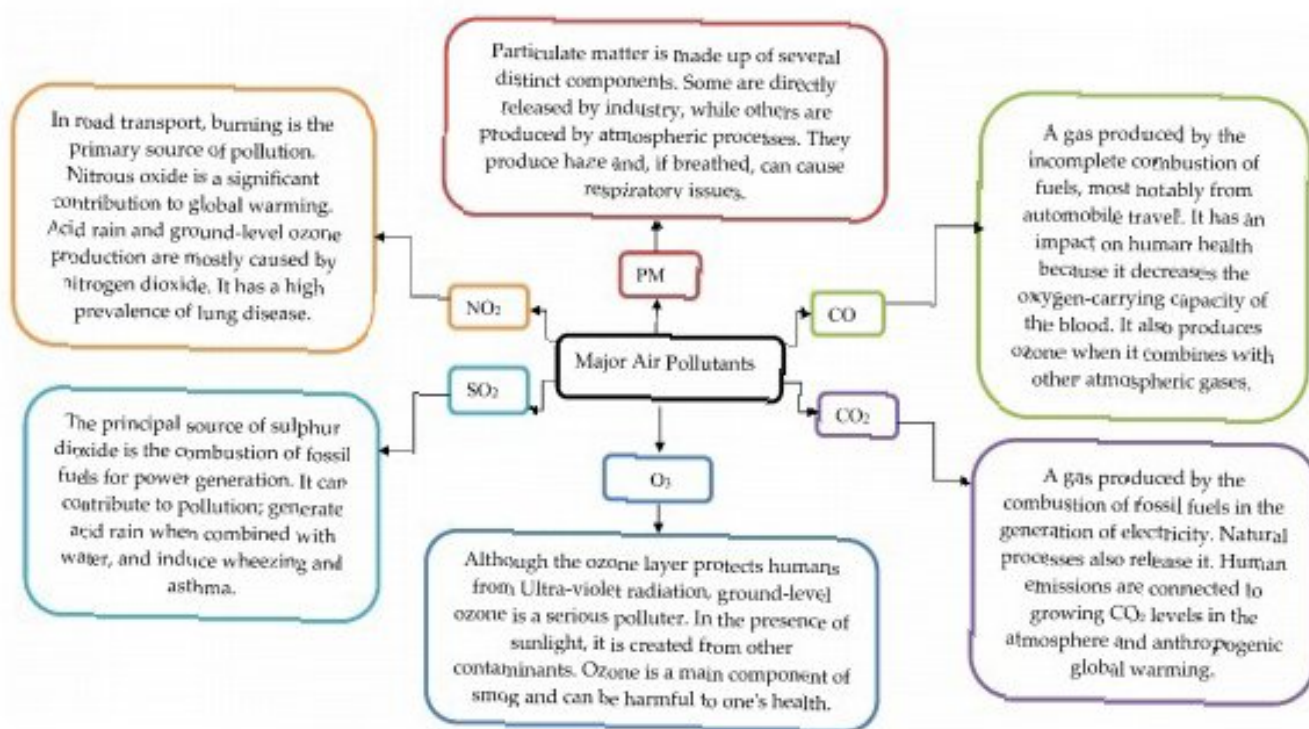 Particulate matter is made up of several
distinct components. Some are directly
released by industry, while others are
produced by atmospheric processes. They
produce haze and, if breathed, can cause
respiratory issues.
In road transport, burning is the
Primary source of pollution.
Nitrous oxide is a significant
contribution to global warming.
Acid rain and ground-level ozone
production are mostly caused by
nitrogen dioxide. It has a high
prevalence of lung disease.
A gas produced by the
incomplete combustion of
fuels, most notably from
automobile travel. It has an
impact on human health
because it decreases the
oxygen-carrying capacity of
the blood. It also produces
ozone when it combines with
other atmospheric gases.
PM
NO₂
CO
Major Air Pollutants
SO₂
CO₂
O₃
The principal source of sulphur
dioxide is the combustion of fossil
fuels for power generation. It can
contribute to pollution; generate
acid rain when combined with
water, and induce wheezing and
asthma.
Although the ozone layer protects humans
from Ultra-violet radiation, ground-level
ozone is a serious polluter. In the presence of
sunlight, it is created from other
contaminants. Ozone is a main component of
smog and can be harmful to one's health.
A gas produced by the
combustion of fossil fuels in the
generation of electricity. Natural
processes also release it. Human
emissions are connected to
growing CO₂ levels in the
atmosphere and anthropogenic
global warming.